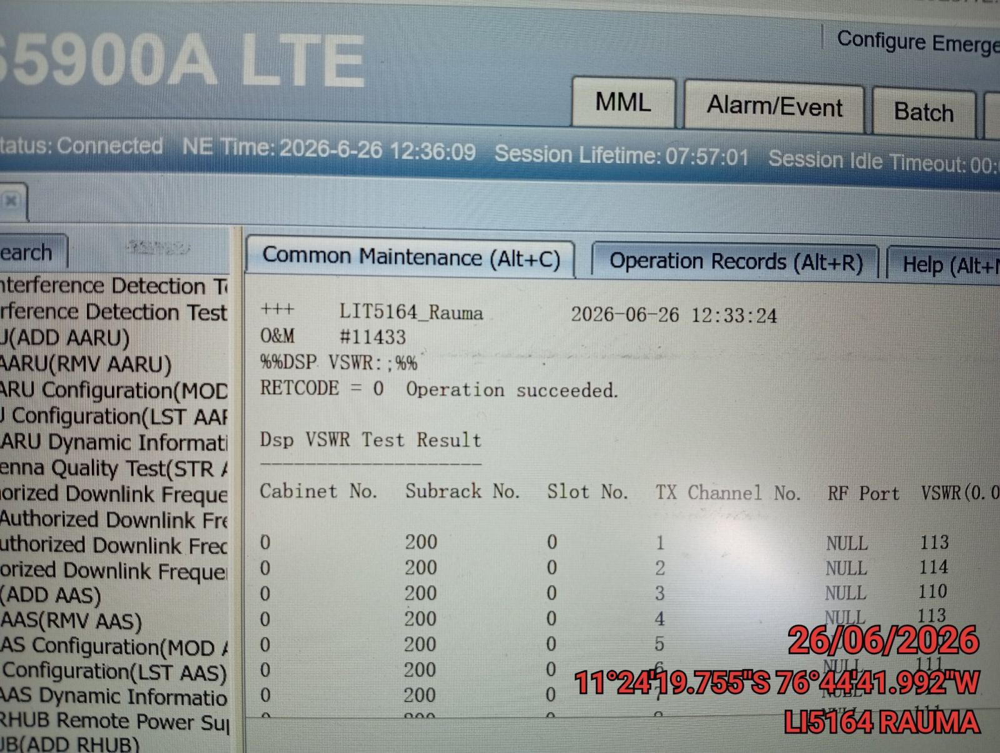 5900A LTE
Configure Emerge
MML Alarm/Event Batch
tatus: Connected NE Time: 2026-6-26 12:36:09 Session Lifetime: 07:57:01 Session Idle Timeout: 00:
earch
Common Maintenance (Alt+C) Operation Records (Alt+R) Help (Alt+
nterference Detection T
rference Detection Test
J(ADD AARU)
AARU(RMV AARU)
ARU Configuration(MOD
J Configuration(LST AAF
ARU Dynamic Informati
enna Quality Test(STR A
orized Downlink Freque
Authorized Downlink Fre
uthorized Downlink Frec
orized Downlink Freque
(ADD AAS)
AAS(RMV AAS)
AS Configuration(MOD A
Configuration(LST AAS)
AAS Dynamic Informatio
RHUB Remote Power Sup
JB(ADD RHUB)
+++ LIT5164_Rauma 2026-06-26 12:33:24
O&M #11433
%%DSP VSWR:;%%
RETCODE = 0 Operation succeeded.
Dsp VSWR Test Result
--------------------
Cabinet No. Subrack No. Slot No. TX Channel No. RF Port VSWR(0.0
0 200 0 1 NULL 113
0 200 0 2 NULL 114
0 200 0 3 NULL 110
0 200 0 4 NULL 113
0 200 0 5
0 200 0 6 NULL 111
0 200 0 7 NULL
26/06/2026
11°24'19.755"S 76°44'41.992"W
LI5164 RAUMA